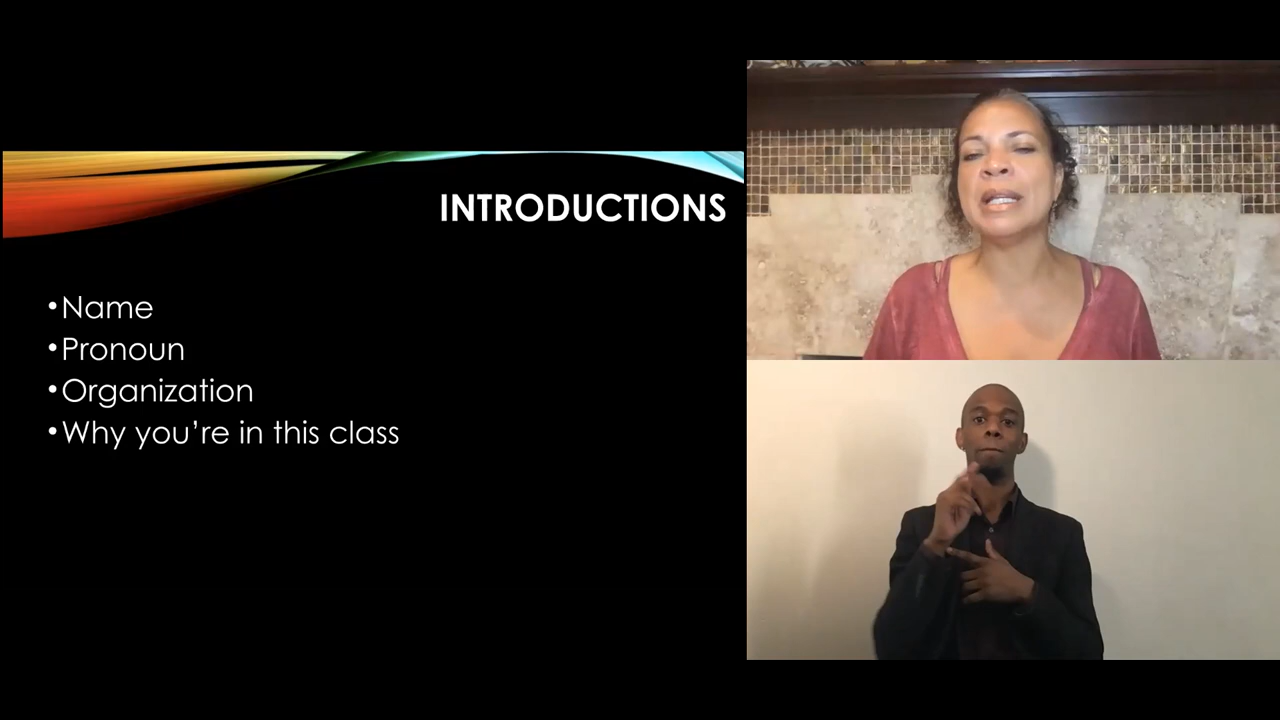 INTRODUCTIONS
•Name
•Pronoun
•Organization
•Why you’re in this class